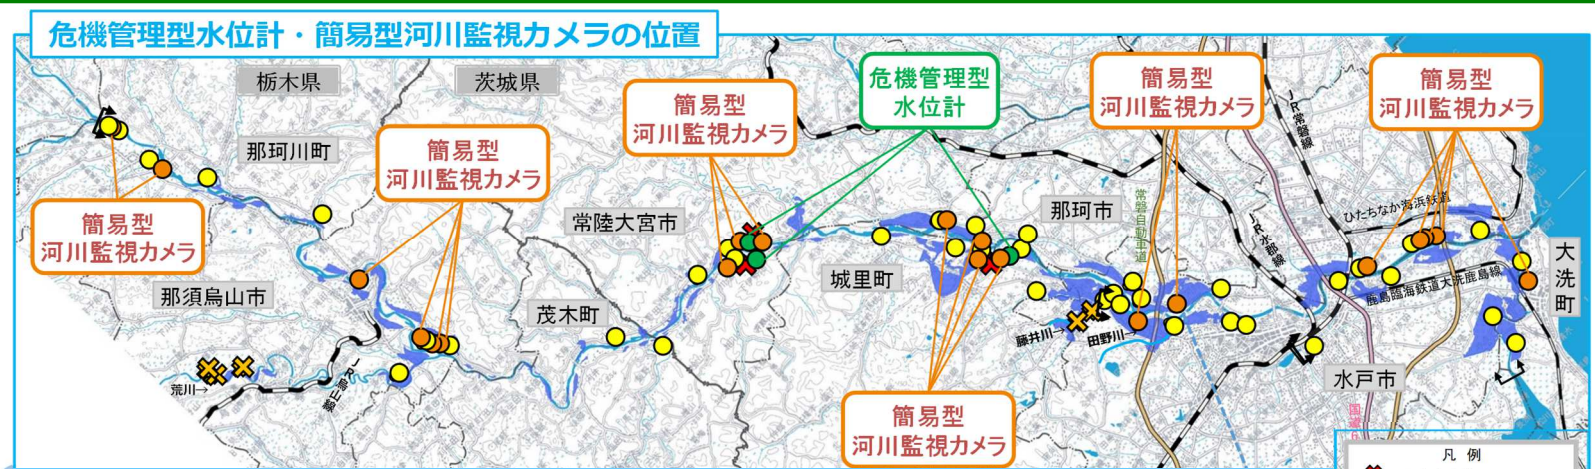 危機管理型水位計・簡易型河川監視カメラの位置
栃木県
茨城県
那珂川町
簡易型
河川監視カメラ
簡易型
河川監視カメラ
簡易型
河川監視カメラ
危機管理型
水位計
簡易型
河川監視カメラ
簡易型
河川監視カメラ
JR常磐線
常陸大宮市
那珂市
常磐自動車道
JR水郡線
ひたちなか海浜鉄道
大洗町
那須烏山市
茂木町
城里町
鹿島臨海鉄道大洗鹿島線
藤井川→
田野川→
荒川→
JR烏山線
水戸市
簡易型
河川監視カメラ
国道6
凡 例